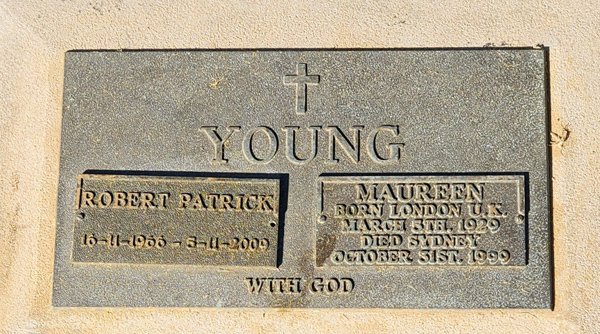 YOUNG
ROBERT PATRICK
16-11-1966 - 5-11-2009
MAUREEN
BORN LONDON U.K.
MARCH 5TH. 1929
DIED SYDNEY
OCTOBER 31ST. 1999
WITH GOD